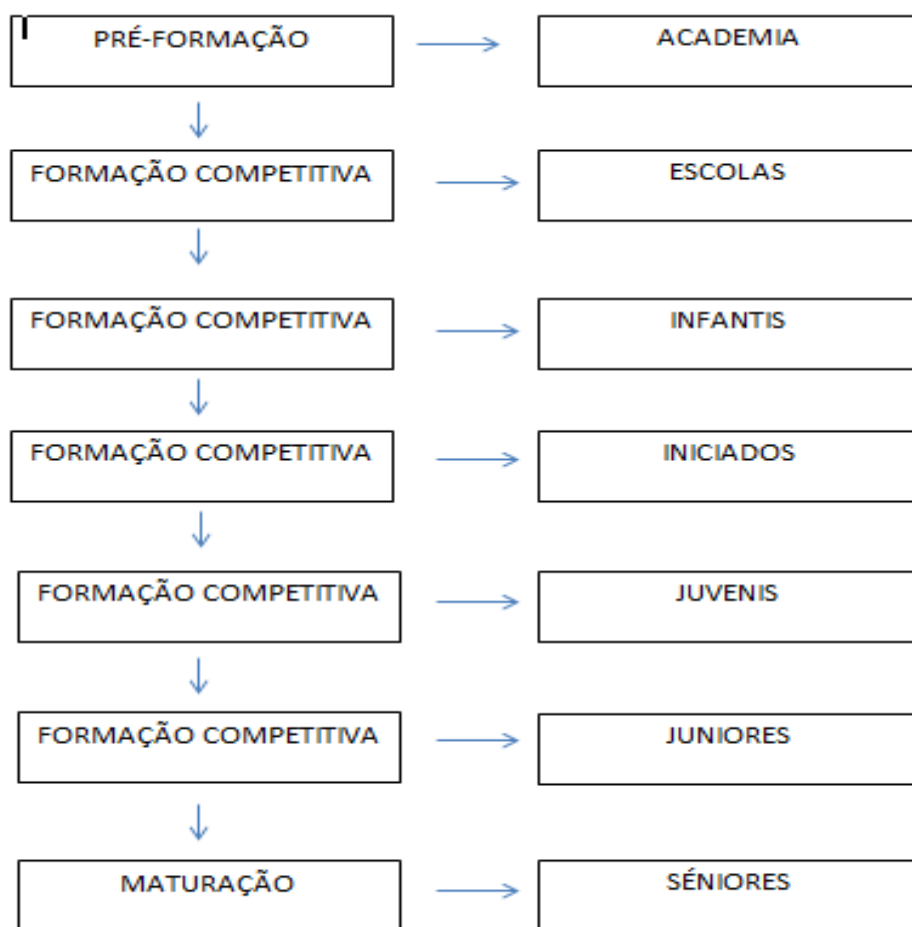 PRÉ-FORMAÇÃO
ACADEMIA
FORMAÇÃO COMPETITIVA
ESCOLAS
FORMAÇÃO COMPETITIVA
INFANTIS
FORMAÇÃO COMPETITIVA
INICIADOS
FORMAÇÃO COMPETITIVA
JUVENIS
FORMAÇÃO COMPETITIVA
JUNIORES
MATURAÇÃO
SÉNIORES